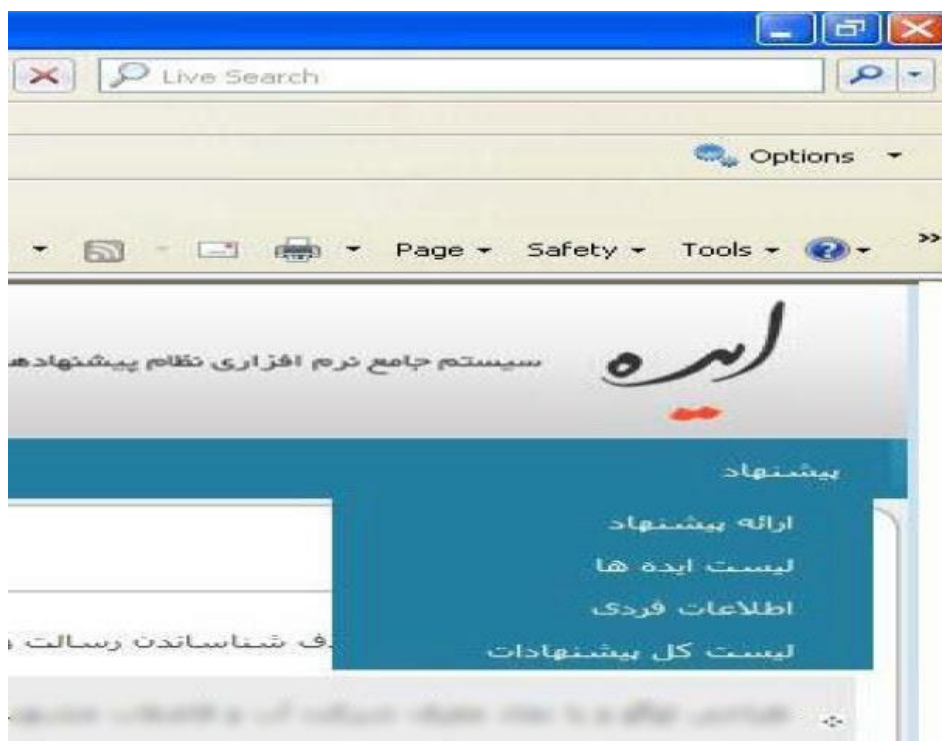 Live Search
Options
Page Safety Tools
ایده
سیستم جامع نرم افزاری نظام پیشنهادها
پیشنهاد
ارائه پیشنهاد
لیست ایده ها
اطلاعات فردی
لیست کل پیشنهادات
شناساندن رسالت